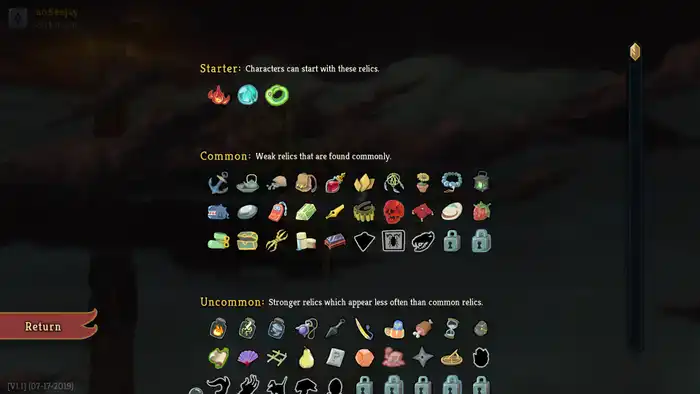 Starter: Characters can start with these relics.
Common: Weak relics that are found commonly.
Uncommon: Stronger relics which appear less often than common relics.
Return
[V1.1] (07-17-2019)